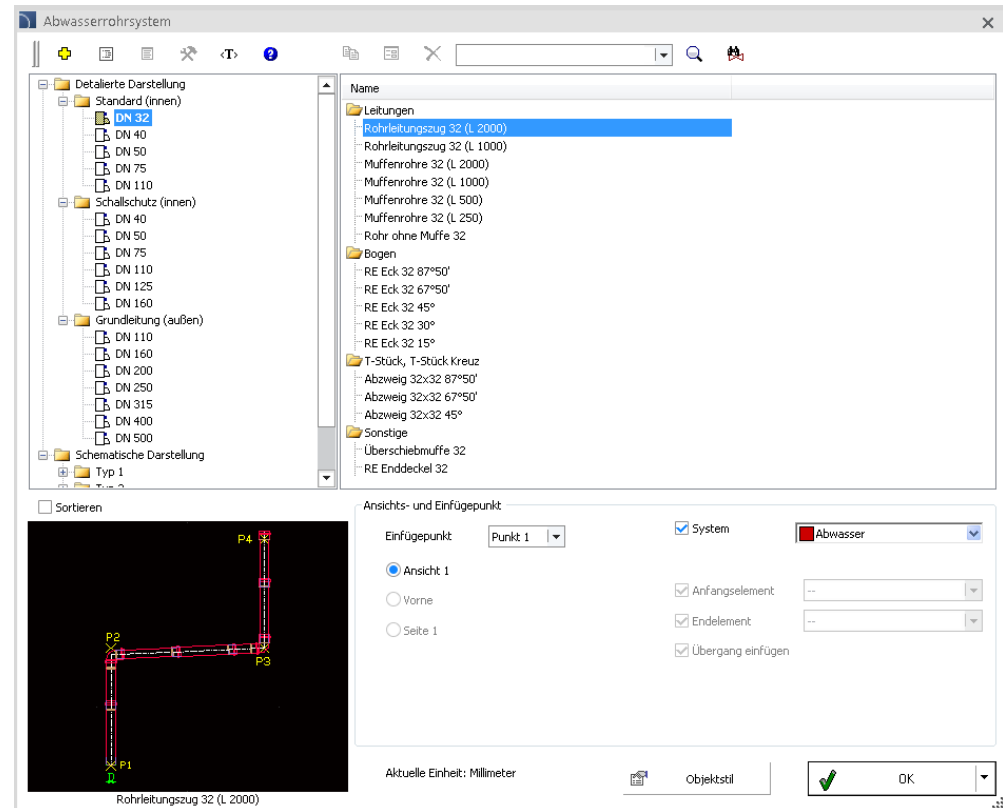 Abwasserrohrsystem
‹T›
Detalierte Darstellung
Standard (innen)
DN 32
DN 40
DN 50
DN 75
DN 110
Schallschutz (innen)
DN 40
DN 50
DN 75
DN 110
DN 125
DN 160
Grundleitung (außen)
DN 110
DN 160
DN 200
DN 250
DN 315
DN 400
DN 500
Schematische Darstellung
Typ 1
Name
Leitungen
Rohrleitungszug 32 (L 2000)
Rohrleitungszug 32 (L 1000)
Muffenrohre 32 (L 2000)
Muffenrohre 32 (L 1000)
Muffenrohre 32 (L 500)
Muffenrohre 32 (L 250)
Rohr ohne Muffe 32
Bogen
RE Eck 32 87°50'
RE Eck 32 67°50'
RE Eck 32 45°
RE Eck 32 30°
RE Eck 32 15°
T-Stück, T-Stück Kreuz
Abzweig 32x32 87°50'
Abzweig 32x32 67°50'
Abzweig 32x32 45°
Sonstige
Überschiebmuffe 32
RE Enddeckel 32
Sortieren
P4
P2
P3
P1
Rohrleitungszug 32 (L 2000)
Ansichts- und Einfügepunkt
Einfügepunkt
Punkt 1
Ansicht 1
Vorne
Seite 1
System
Abwasser
Anfangselement
--
Endelement
--
Übergang einfügen
Aktuelle Einheit: Millimeter
Objektstil
OK